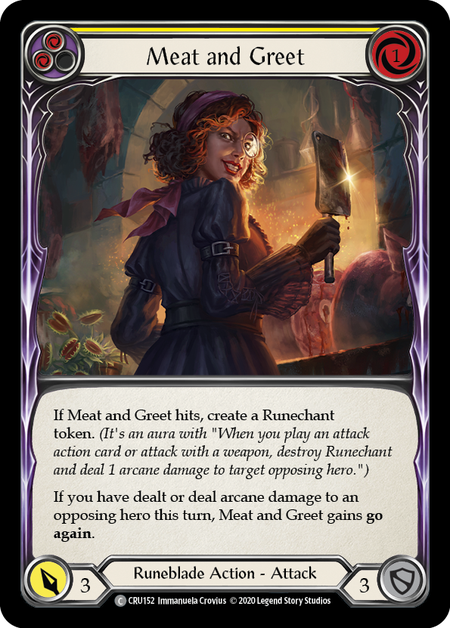 Meat and Greet
1
If Meat and Greet hits, create a Runechant
token. (It's an aura with "When you play an attack
action card or attack with a weapon, destroy Runechant
and deal 1 arcane damage to target opposing hero.")
If you have dealt or deal arcane damage to an
opposing hero this turn, Meat and Greet gains go
again.
3
Runeblade Action - Attack
3
C CRU152 Immanuela Crovius © 2020 Legend Story Studios